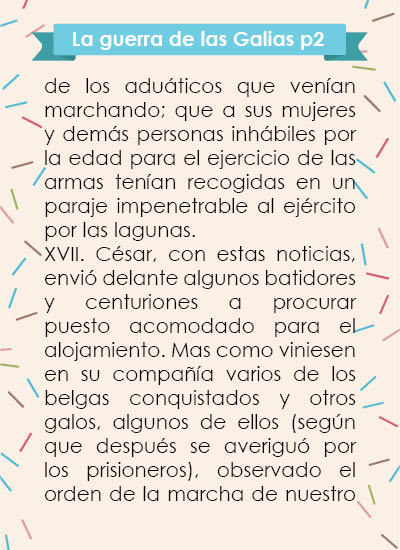 La guerra de las Galias p2
de los aduáticos que venían
marchando; que a sus mujeres
y demás personas inhábiles por
la edad para el ejercicio de las
armas tenían recogidas en un
paraje impenetrable al ejército
por las lagunas.
XVII. César, con estas noticias,
envió delante algunos batidores
y centuriones a procurar
puesto acomodado para el
alojamiento. Mas como viniesen
en su compañía varios de los
belgas conquistados y otros
galos, algunos de ellos (según
que después se averiguó por
los prisioneros), observado el
orden de la marcha de nuestro